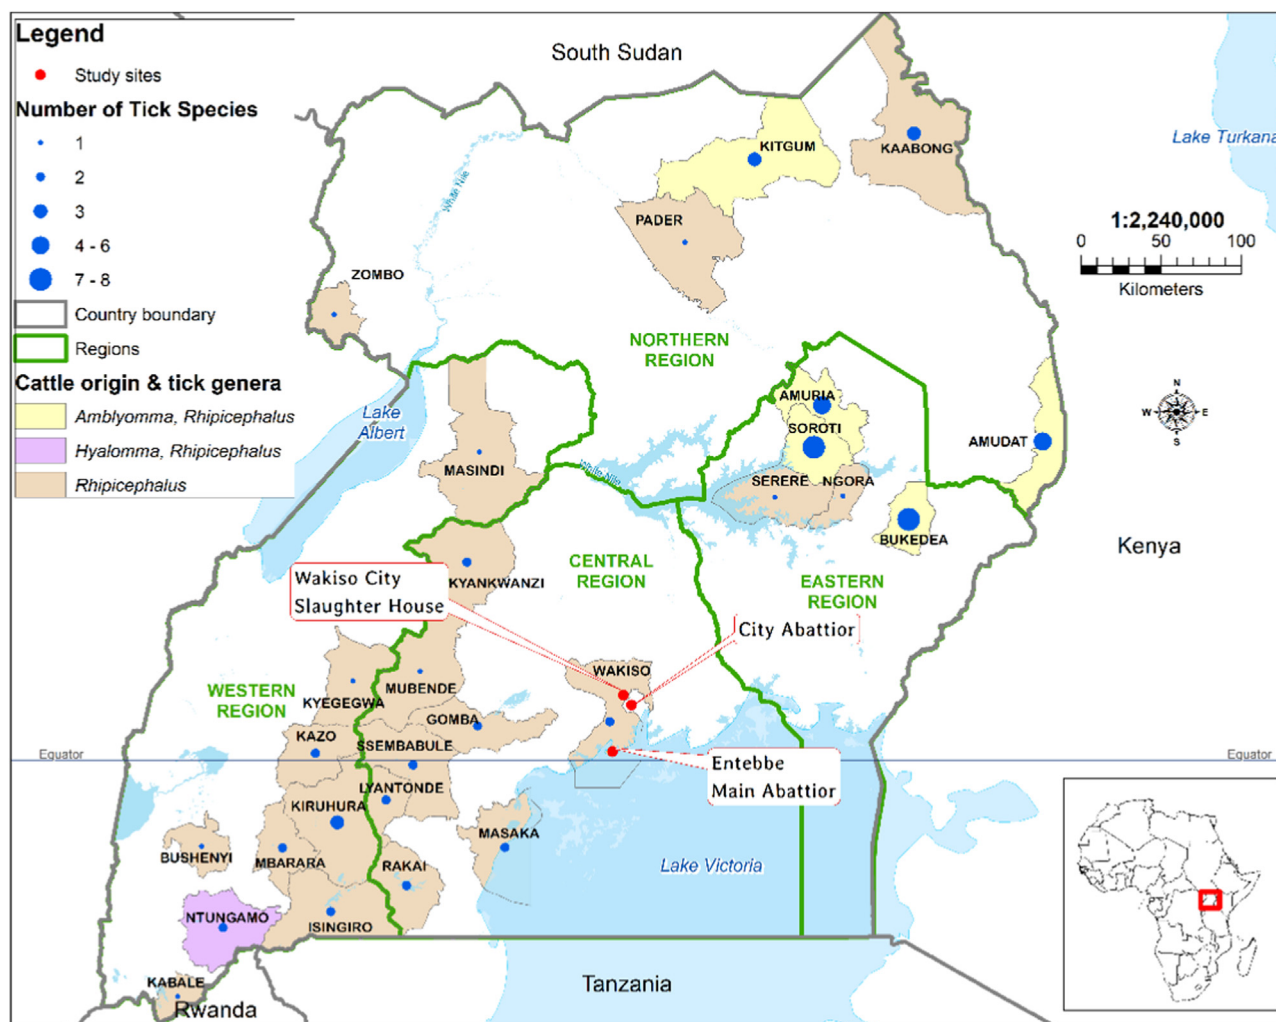 Legend
Study sites
Number of Tick Species
1
2
3
4 - 6
7 - 8
Country boundary
Regions
Cattle origin & tick genera
Amblyomma, Rhipicephalus
Hyalomma, Rhipicephalus
Rhipicephalus
South Sudan
Lake Turkana
KAABONG
KITGUM
PADER
White Nile
ZOMBO
1:2,240,000
0 50 100
Kilometers
NORTHERN
REGION
N
W E
S
Lake
Albert
AMURIA
SOROTI
AMUDAT
MASINDI
White Nile
SERERE
NGORA
BUKEDEA
Kenya
KYANKWANZI
CENTRAL
REGION
EASTERN
REGION
Wakiso City
Slaughter House
City Abattior
WAKISO
WESTERN
REGION
KYEGEGWA
MUBENDE
GOMBA
KAZO
SSEMBABULE
Equator
Equator
Entebbe
Main Abattior
LYANTONDE
KIRUHURA
MASAKA
BUSHENYI
MBARARA
RAKAI
Lake Victoria
NTUNGAMO
ISINGIRO
KABALE
Rwanda
Tanzania